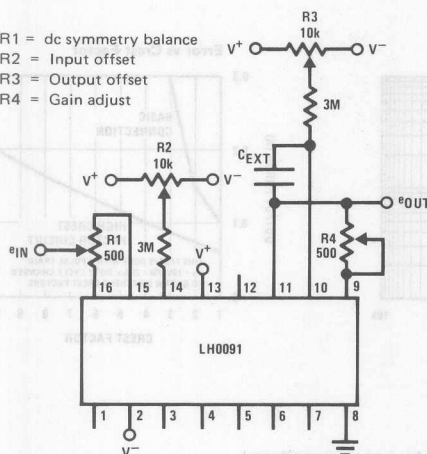 R1 = dc symmetry balance
R2 = Input offset
R3 = Output offset
R4 = Gain adjust
R3
10k
V+
V−
3M
R2
10k
CEXT
V+
V−
eOUT
eIN
R1
500
3M
V+
R4
500
16 15 14 13 12 11 10 9
LH0091
1 2 3 4 5 6 7 8
V−
CREST FACTOR